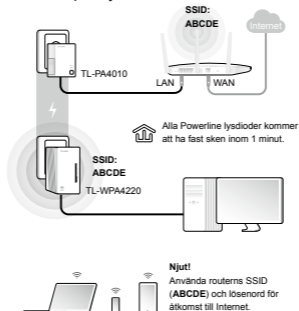 SSID:
ABCDE
Internet
TL-PA4010
LAN
WAN
Alla Powerline lysdioder kommer
att ha fast sken inom 1 minut.
SSID:
ABCDE
TL-WPA4220
Njut!
Använda routerns SSID
(ABCDE) och lösenord för
åtkomst till Internet.